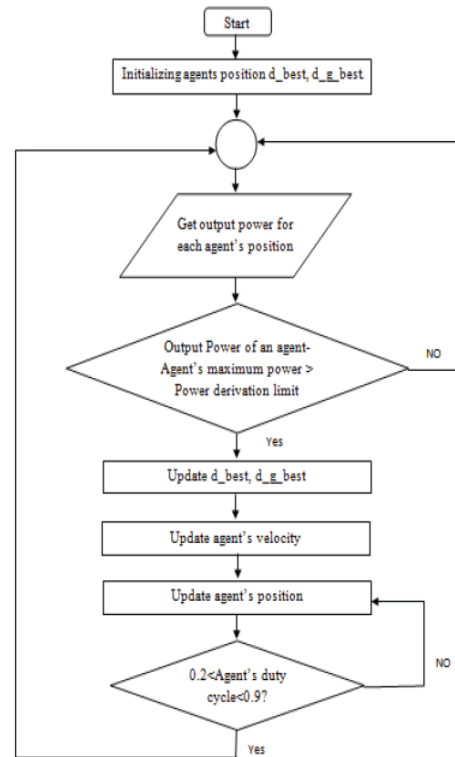 Start
Initializing agents position d_best, d_g_best.
Get output power for
each agent's position
Output Power of an agent-
Agent's maximum power >
Power derivation limit
NO
Yes
Update d_best, d_g_best
Update agent's velocity
Update agent's position
0.2<Agent's duty
cycle<0.9?
NO
Yes